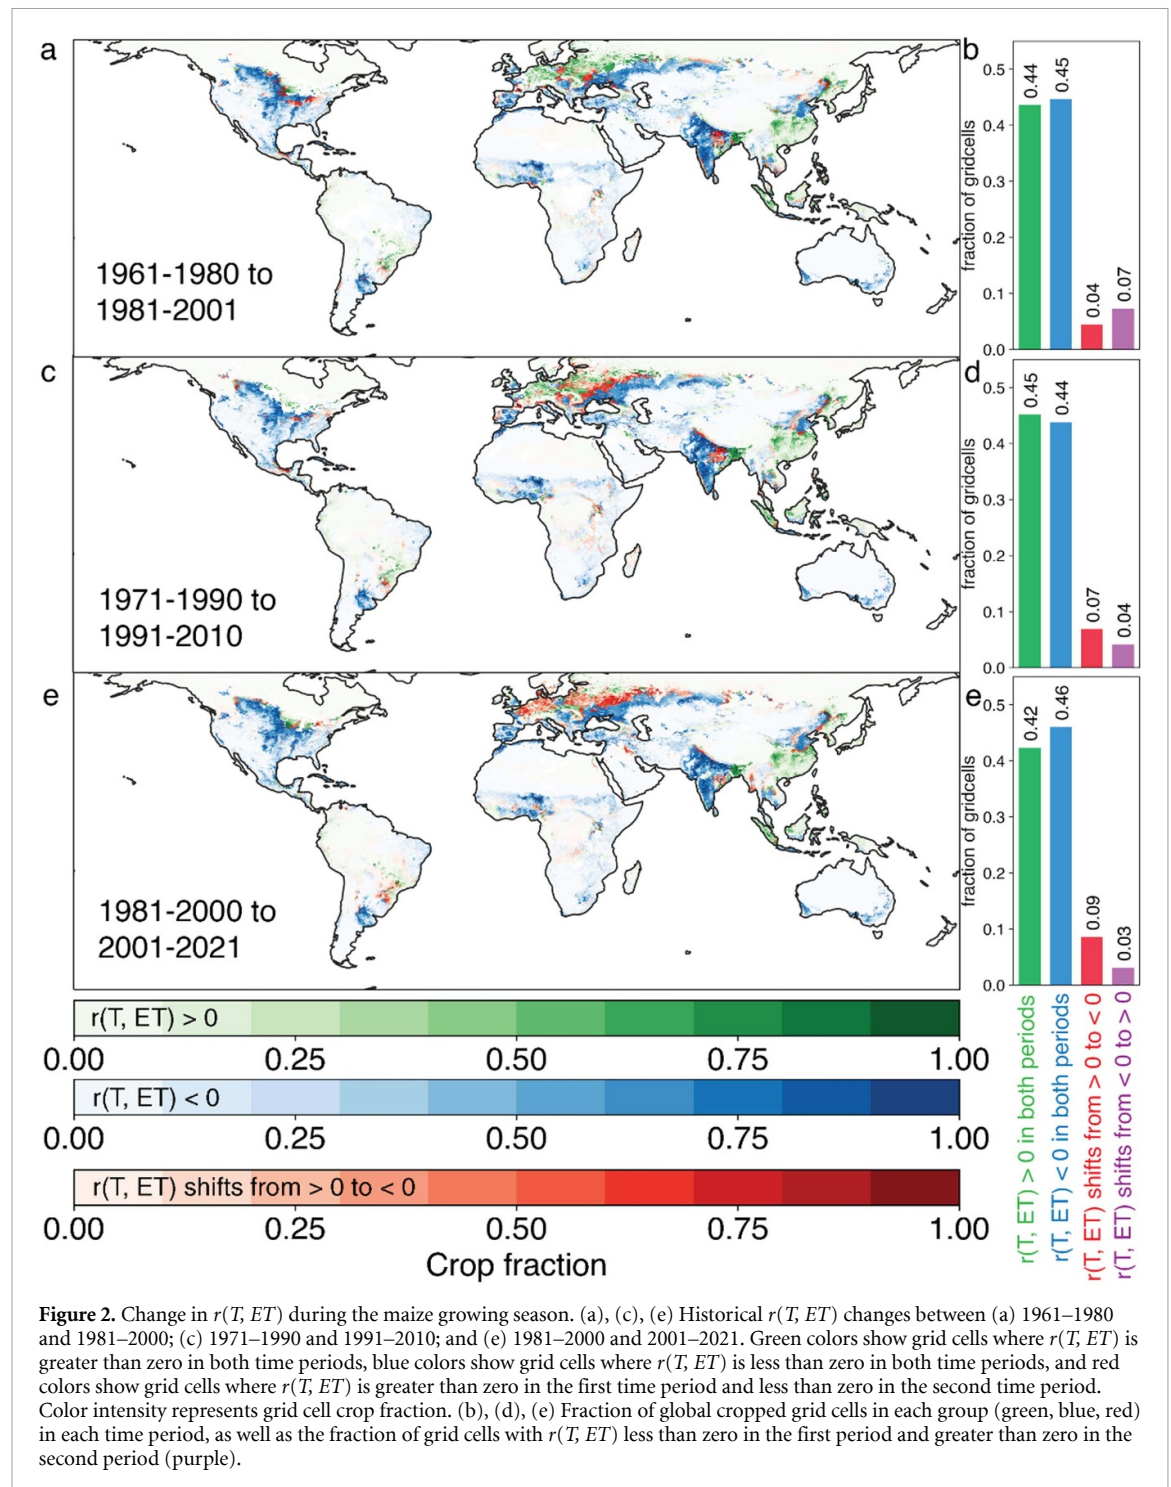 a
1961-1980 to
1981-2001
b
fraction of gridcells
0.5
0.4
0.3
0.2
0.1
0.0
0.44
0.45
0.04
0.07
c
1971-1990 to
1991-2010
d
fraction of gridcells
0.5
0.4
0.3
0.2
0.1
0.0
0.45
0.44
0.07
0.04
e
1981-2000 to
2001-2021
e
fraction of gridcells
0.5
0.4
0.3
0.2
0.1
0.0
0.42
0.46
0.09
0.03
r(T, ET) > 0 in both periods
r(T, ET) < 0 in both periods
r(T, ET) shifts from > 0 to < 0
r(T, ET) shifts from < 0 to > 0
r(T, ET) > 0
0.00 0.25 0.50 0.75 1.00
r(T, ET) < 0
0.00 0.25 0.50 0.75 1.00
r(T, ET) shifts from > 0 to < 0
0.00 0.25 0.50 0.75 1.00
Crop fraction
Figure 2. Change in r(T, ET) during the maize growing season. (a), (c), (e) Historical r(T, ET) changes between (a) 1961–1980
and 1981–2000; (c) 1971–1990 and 1991–2010; and (e) 1981–2000 and 2001–2021. Green colors show grid cells where r(T, ET) is
greater than zero in both time periods, blue colors show grid cells where r(T, ET) is less than zero in both time periods, and red
colors show grid cells where r(T, ET) is greater than zero in the first time period and less than zero in the second time period.
Color intensity represents grid cell crop fraction. (b), (d), (e) Fraction of global cropped grid cells in each group (green, blue, red)
in each time period, as well as the fraction of grid cells with r(T, ET) less than zero in the first period and greater than zero in the
second period (purple).